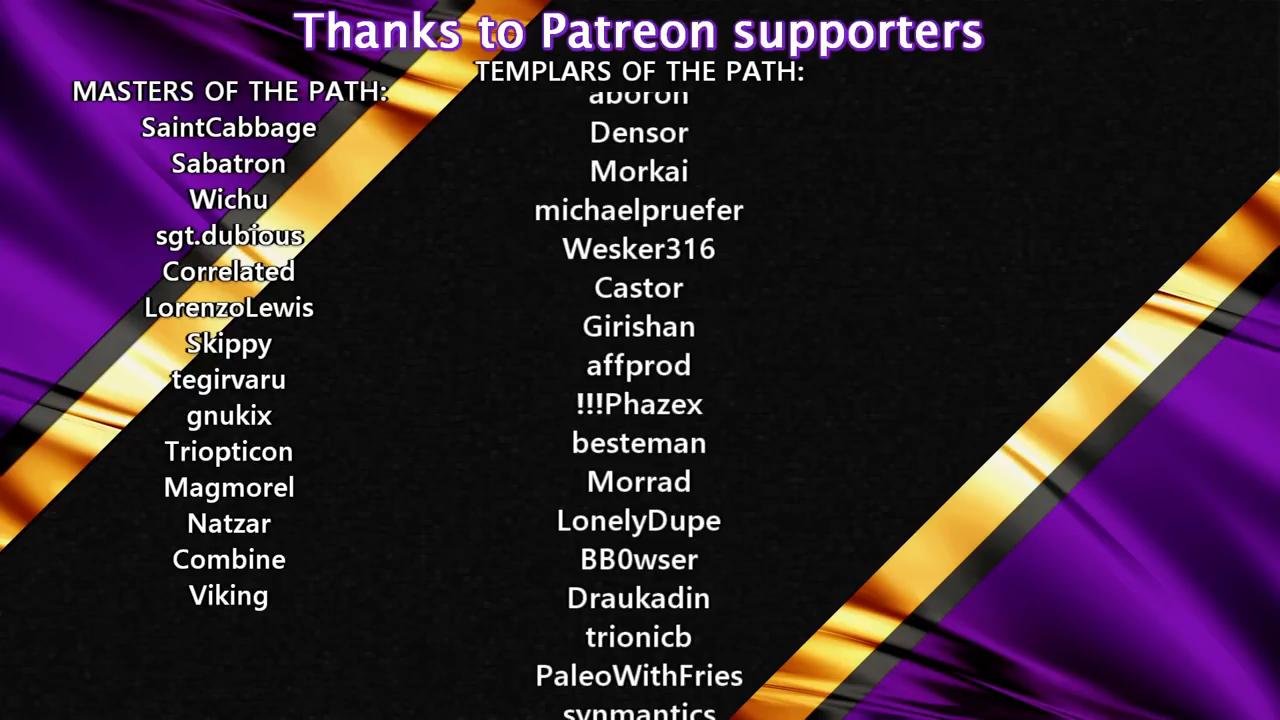 Thanks to Patreon supporters
MASTERS OF THE PATH:
SaintCabbage
Sabatron
Wichu
sgt.dubious
Correlated
LorenzoLewis
Skippy
tegirvaru
gnukix
Triopticon
Magmorel
Natzar
Combine
Viking
TEMPLARS OF THE PATH:
aboron
Densor
Morkai
michaelpruefer
Wesker316
Castor
Girishan
affprod
!!!Phazex
besteman
Morrad
LonelyDupe
BB0wser
Draukadin
trionicb
PaleoWithFries
synmantics